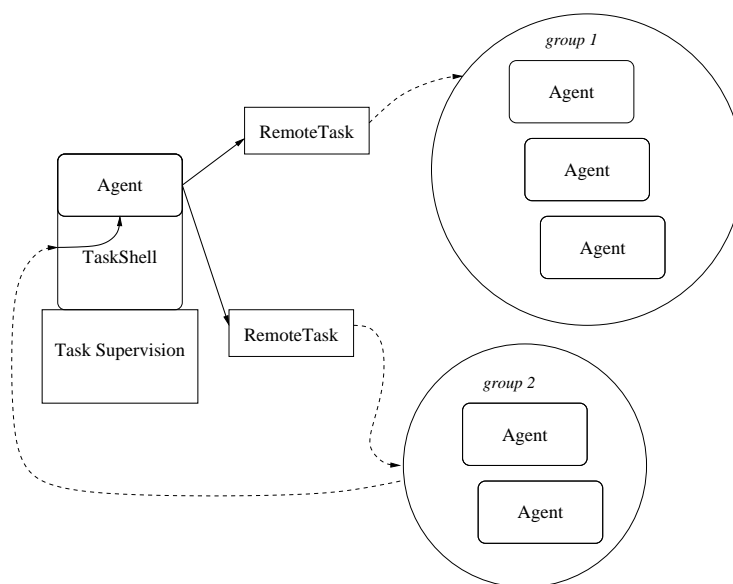 group 1
Agent
RemoteTask
Agent
Agent
Agent
TaskShell
RemoteTask
Task Supervision
group 2
Agent
Agent